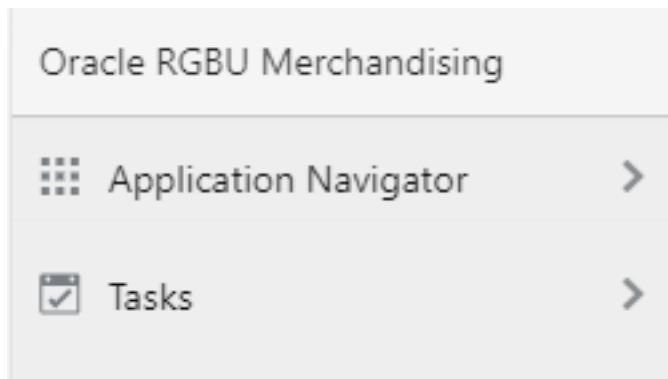 Oracle RGBU Merchandising
Application Navigator
Tasks